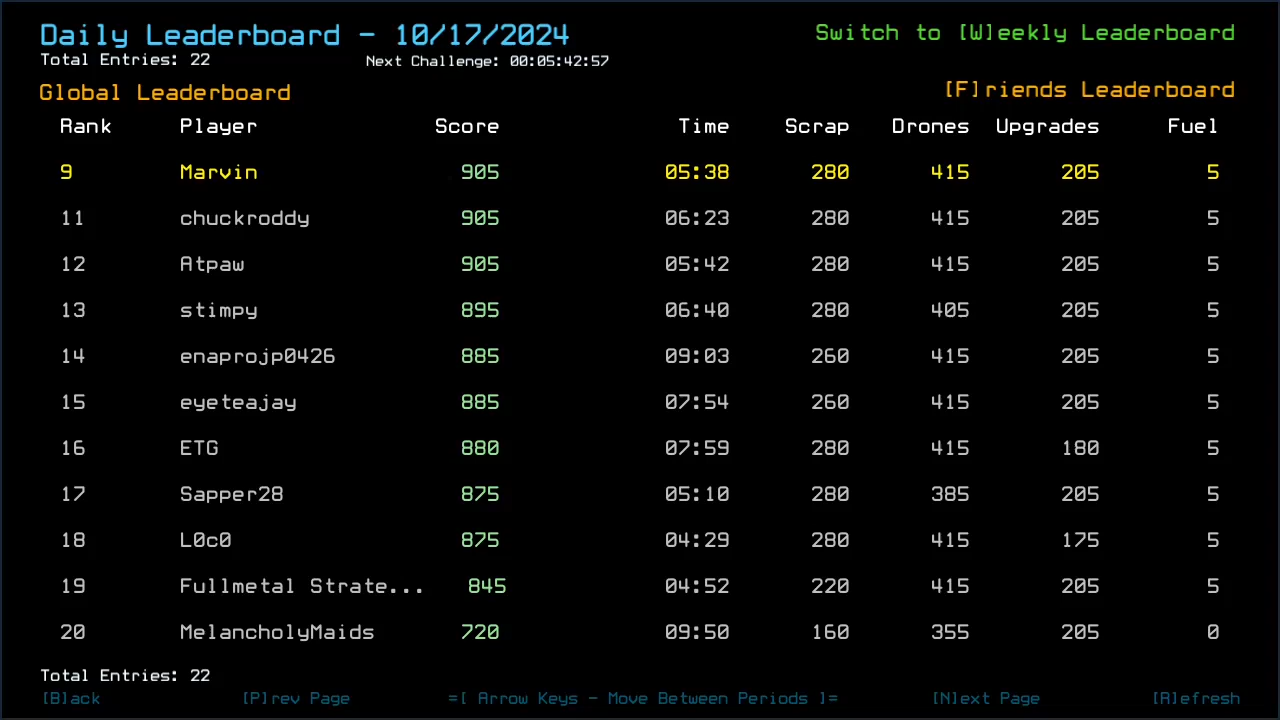 Daily Leaderboard - 10/17/2024 Switch to [W]eekly Leaderboard
Total Entries: 22 Next Challenge: 00:05:42:57
Global Leaderboard [F]riends Leaderboard
Rank Player Score Time Scrap Drones Upgrades Fuel
9 Marvin 905 05:38 280 415 205 5
11 chuckroddy 905 06:23 280 415 205 5
12 Atpaw 905 05:42 280 415 205 5
13 stimpy 895 06:40 280 405 205 5
14 enaprojp0426 885 09:03 260 415 205 5
15 eyeteajay 885 07:54 260 415 205 5
16 ETG 880 07:59 280 415 180 5
17 Sapper28 875 05:10 280 385 205 5
18 L0c0 875 04:29 280 415 175 5
19 Fullmetal Strate... 845 04:52 220 415 205 5
20 MelancholyMaids 720 09:50 160 355 205 0
Total Entries: 22
[B]ack [P]rev Page =[ Arrow Keys - Move Between Periods ]= [N]ext Page [R]efresh